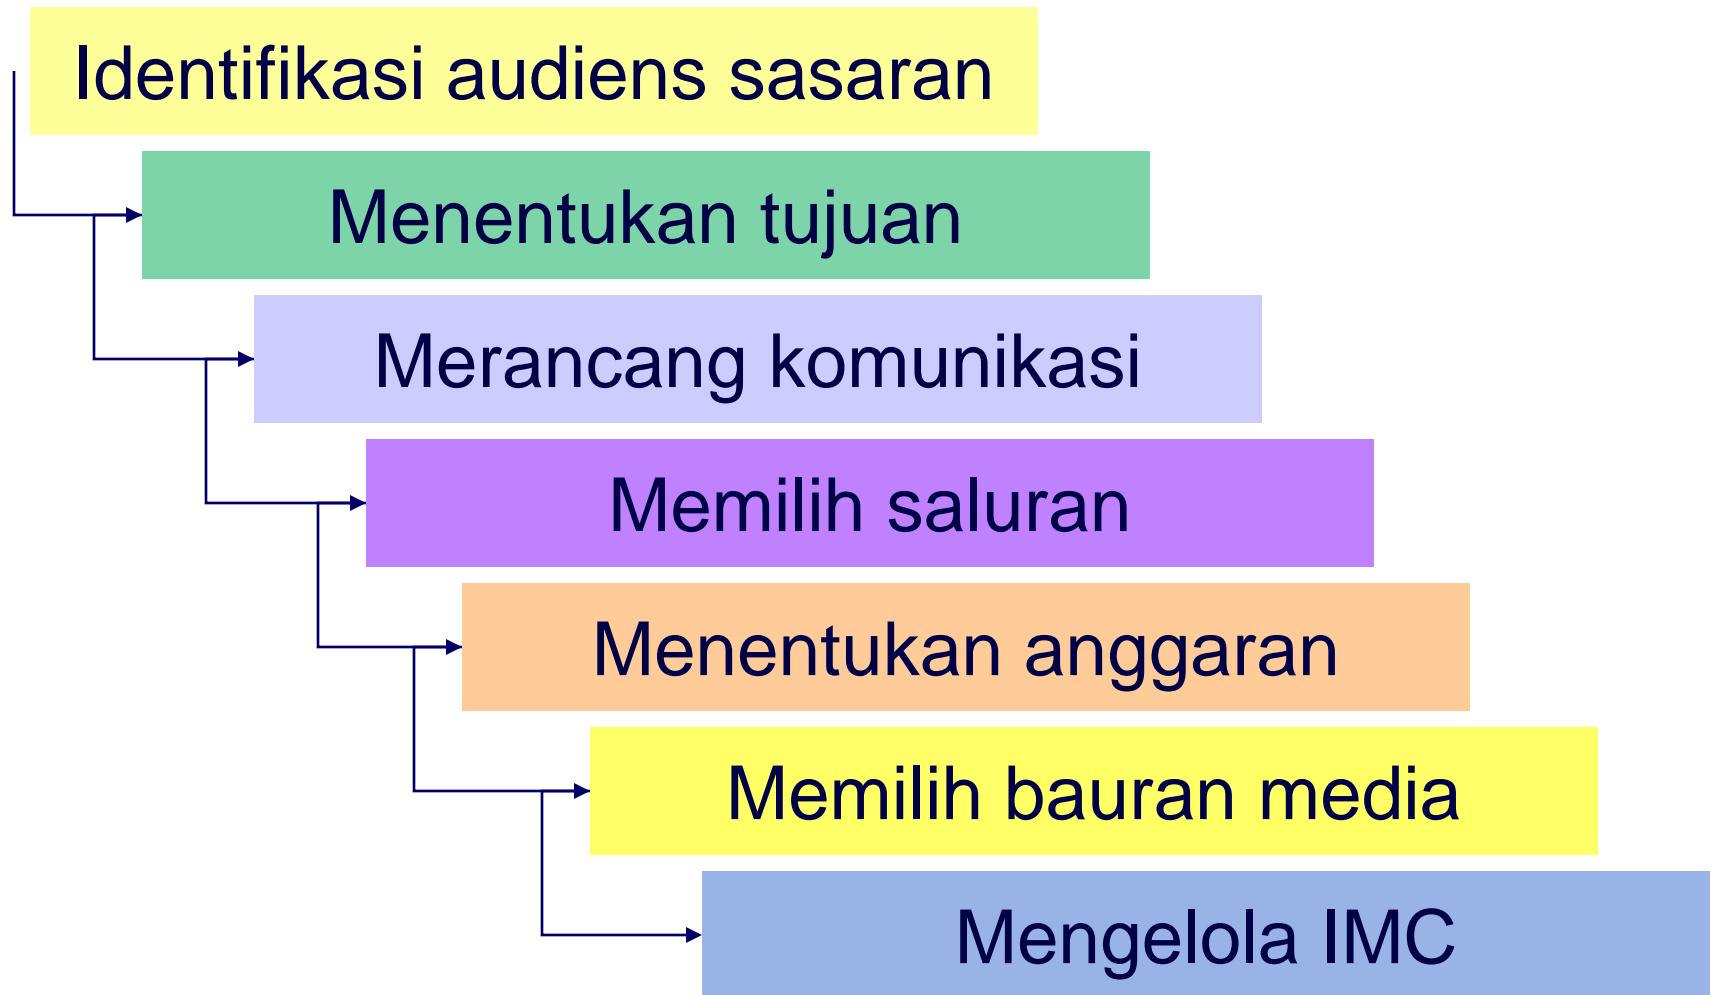 Identifikasi audiens sasaran
Menentukan tujuan
Merancang komunikasi
Memilih saluran
Menentukan anggaran
Memilih bauran media
Mengelola IMC